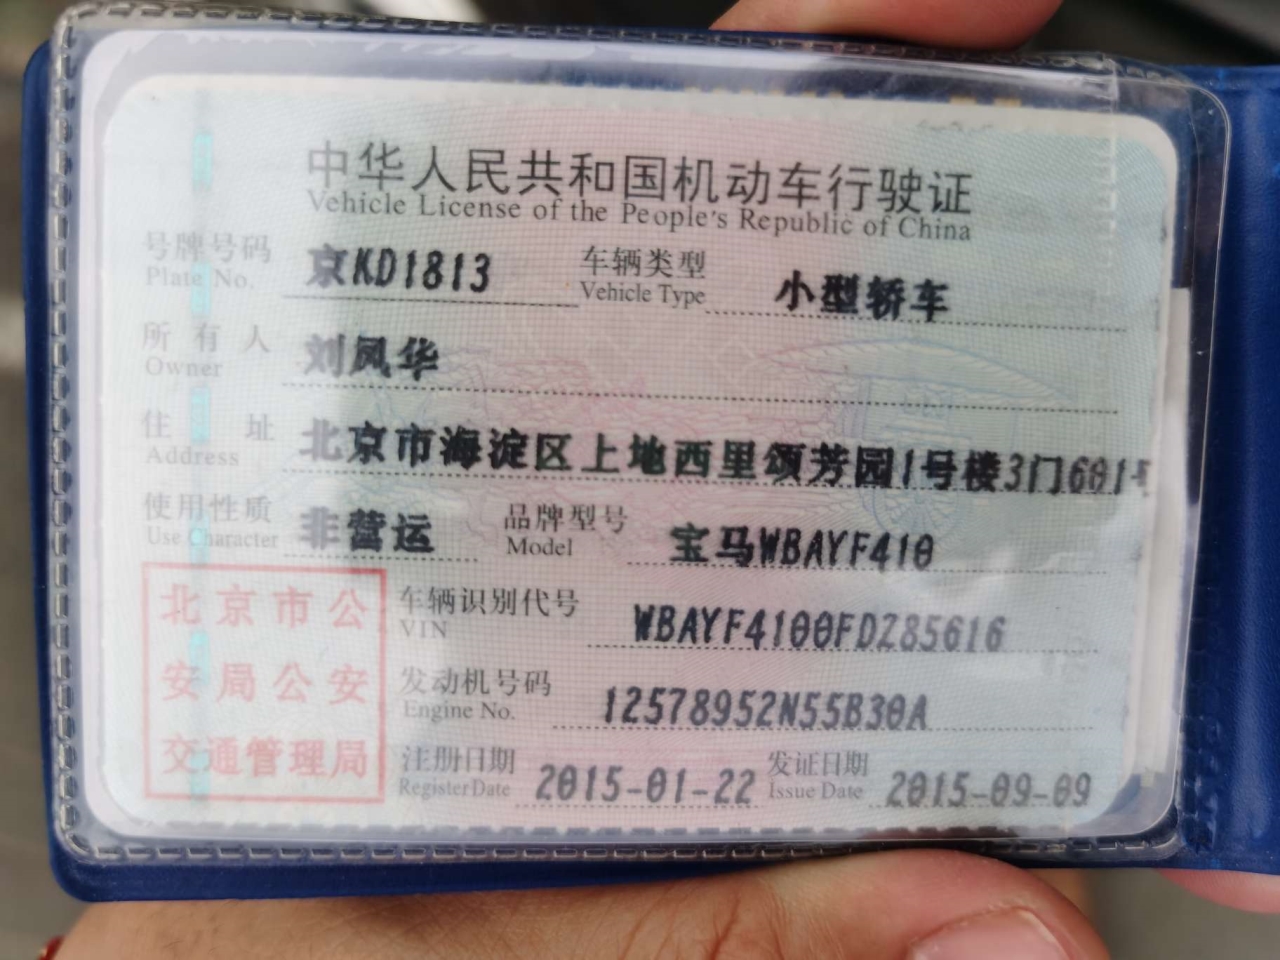 中华人民共和国机动车行驶证
Vehicle License of the People's Republic of China
号牌号码 京KD1813 车辆类型 小型轿车
Plate No. Vehicle Type
所有人 刘凤华
Owner
住址 北京市海淀区上地西里颂芳园1号楼3门601号
Address
使用性质 非营运 品牌型号 宝马WBAYF410
Use Character Model
北京市公
安局公安
交通管理局
车辆识别代号 WBAYF4100FDZ85616
VIN
发动机号码 12578952N55B30A
Engine No.
注册日期 2015-01-22 发证日期 2015-09-09
Register Date Issue Date